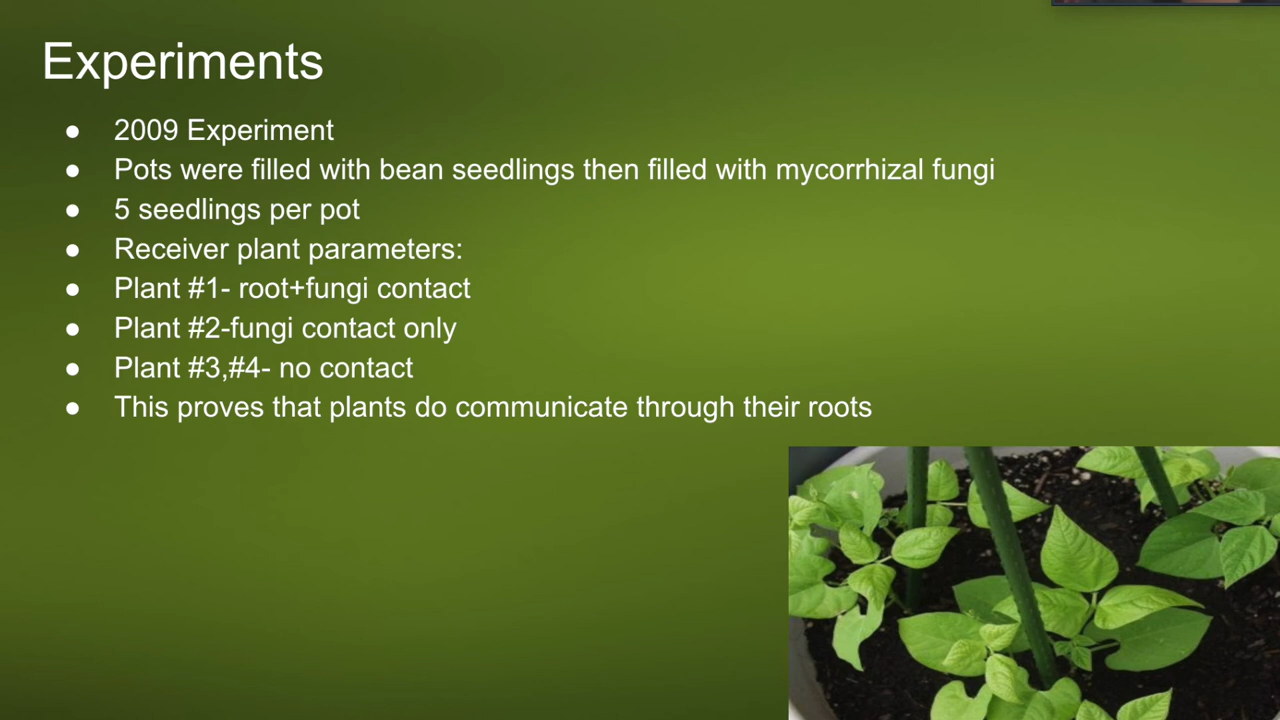 Experiments
● 2009 Experiment
● Pots were filled with bean seedlings then filled with mycorrhizal fungi
● 5 seedlings per pot
● Receiver plant parameters:
● Plant #1- root+fungi contact
● Plant #2-fungi contact only
● Plant #3,#4- no contact
● This proves that plants do communicate through their roots